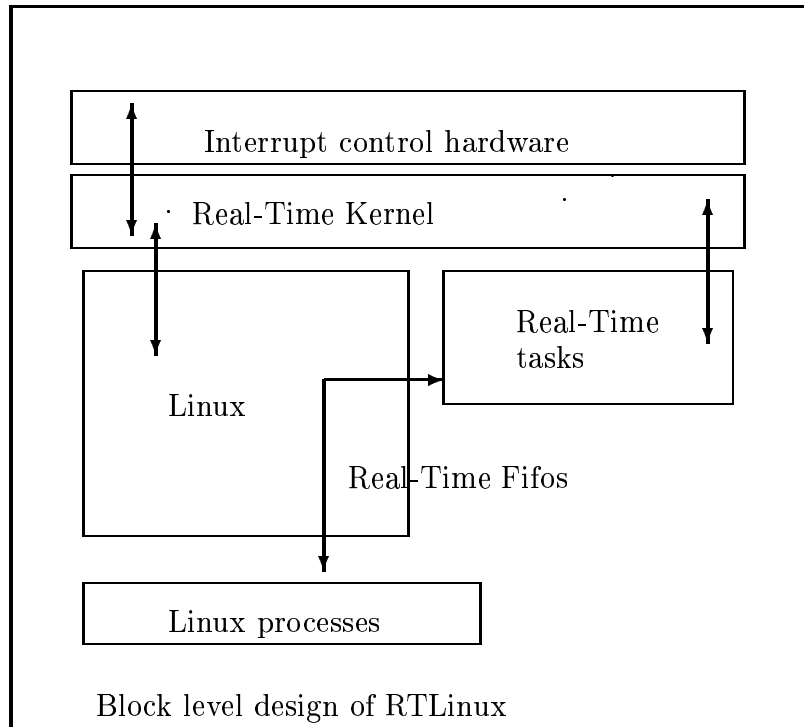 Interrupt control hardware
Real-Time Kernel
Real-Time
tasks
Linux
Real-Time Fifos
Linux processes
Block level design of RTLinux